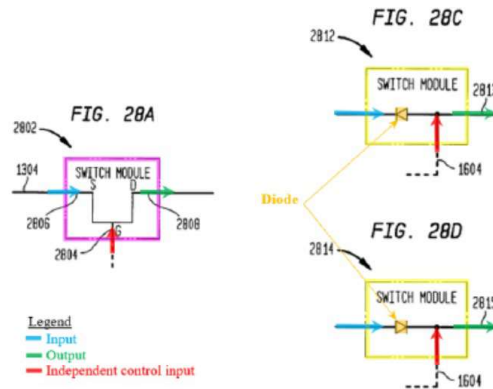 FIG. 28A
2802
SWITCH MODULE
1304
S
D
2806
2808
2804
G
Legend
Input
Output
Independent control input
FIG. 28C
2812
SWITCH MODULE
1604
Diode
FIG. 28D
2814
SWITCH MODULE
2815
1604